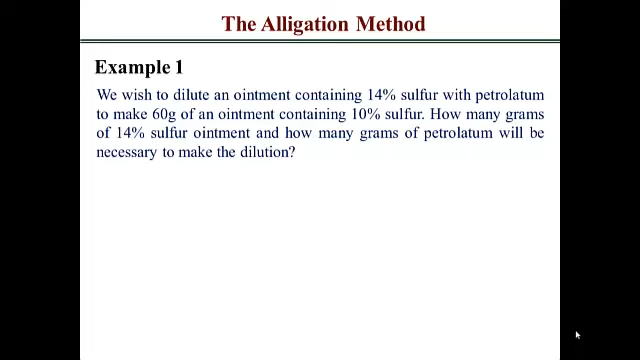 The Alligation Method
Example 1
We wish to dilute an ointment containing 14% sulfur with petrolatum
to make 60g of an ointment containing 10% sulfur. How many grams
of 14% sulfur ointment and how many grams of petrolatum will be
necessary to make the dilution?